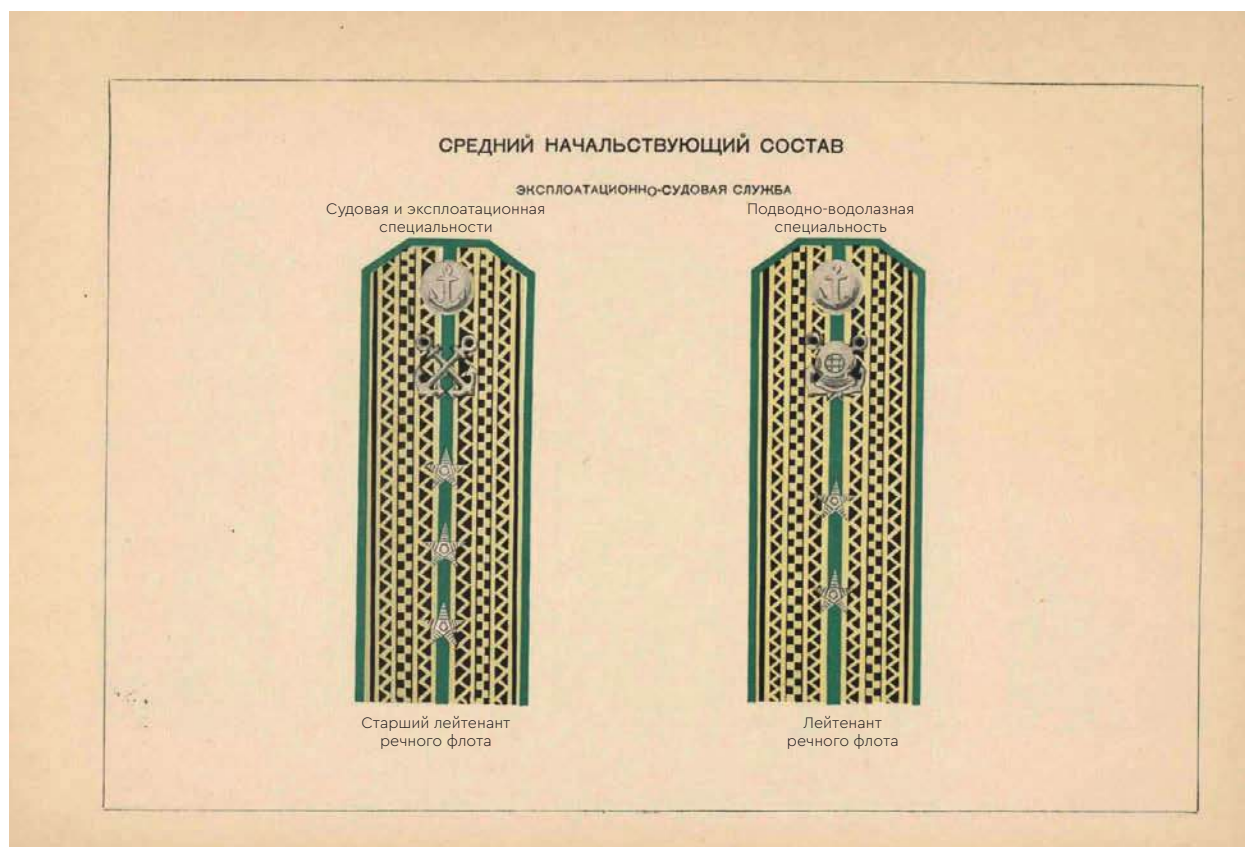 СРЕДНИЙ НАЧАЛЬСТВУЮЩИЙ СОСТАВ
ЭКСПЛОАТАЦИОННО-СУДОВАЯ СЛУЖБА
Судовая и эксплоатационная
специальности
Подводно-водолазная
специальность
Старший лейтенант
речного флота
Лейтенант
речного флота